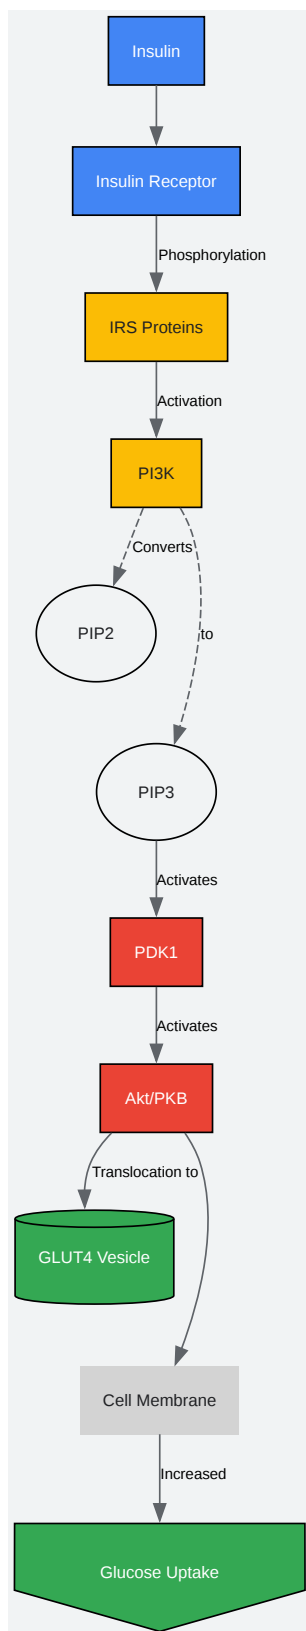 Insulin
Insulin Receptor
Phosphorylation
IRS Proteins
Activation
PI3K
Converts
PIP2
to
PIP3
Activates
PDK1
Activates
Akt/PKB
Translocation to
GLUT4 Vesicle
Cell Membrane
Increased
Glucose Uptake